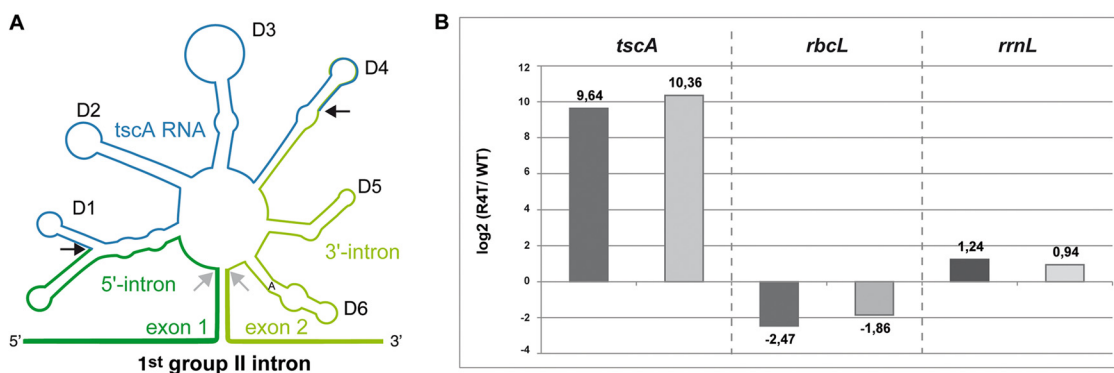 A
D3
D4
D2
tscA RNA
D5
D1
3'-intron
5'-intron
A
D6
exon 1
exon 2
5'
3'
1st group II intron
B
tscA
rbcL
rrnL
log2 (R4T/ WT)
12
10
8
6
4
2
0
-2
-4
9,64
10,36
-2,47
-1,86
1,24
0,94